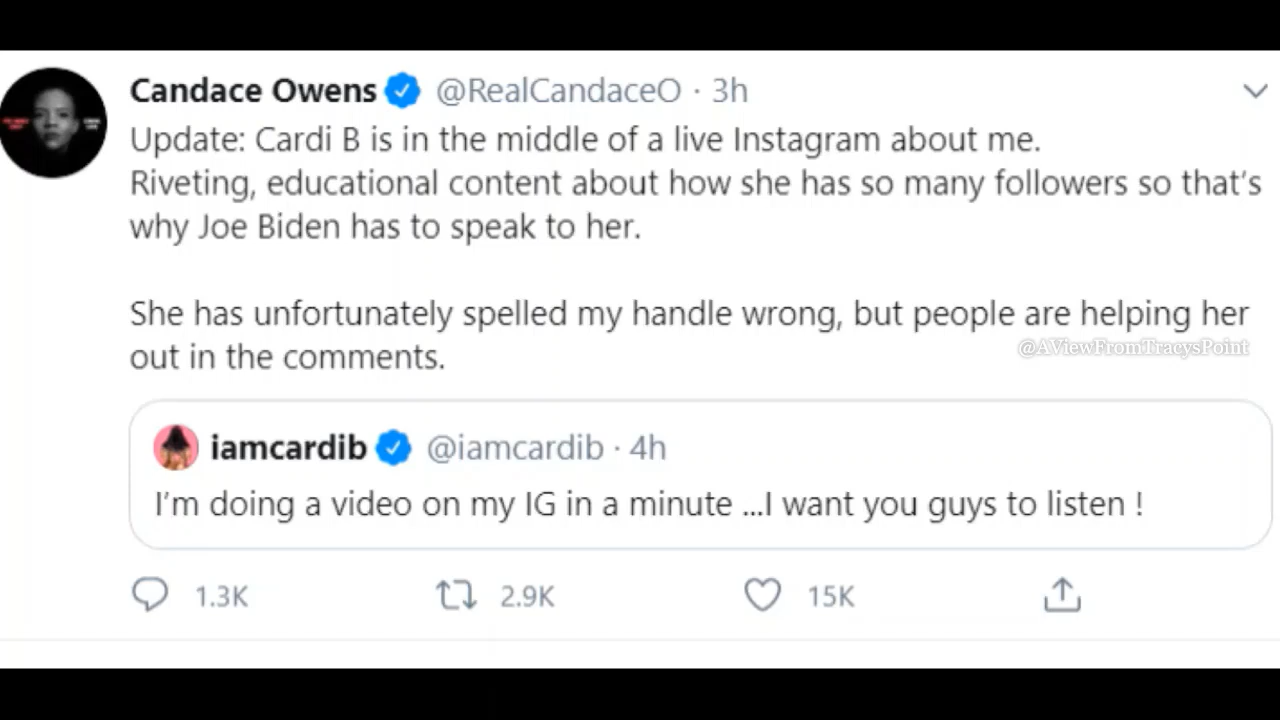 Candace Owens @RealCandaceO · 3h
Update: Cardi B is in the middle of a live Instagram about me.
Riveting, educational content about how she has so many followers so that's
why Joe Biden has to speak to her.
She has unfortunately spelled my handle wrong, but people are helping her
out in the comments.
@AViewFromTracysPoint
iamcardib @iamcardib · 4h
I'm doing a video on my IG in a minute ...I want you guys to listen !
1.3K 2.9K 15K